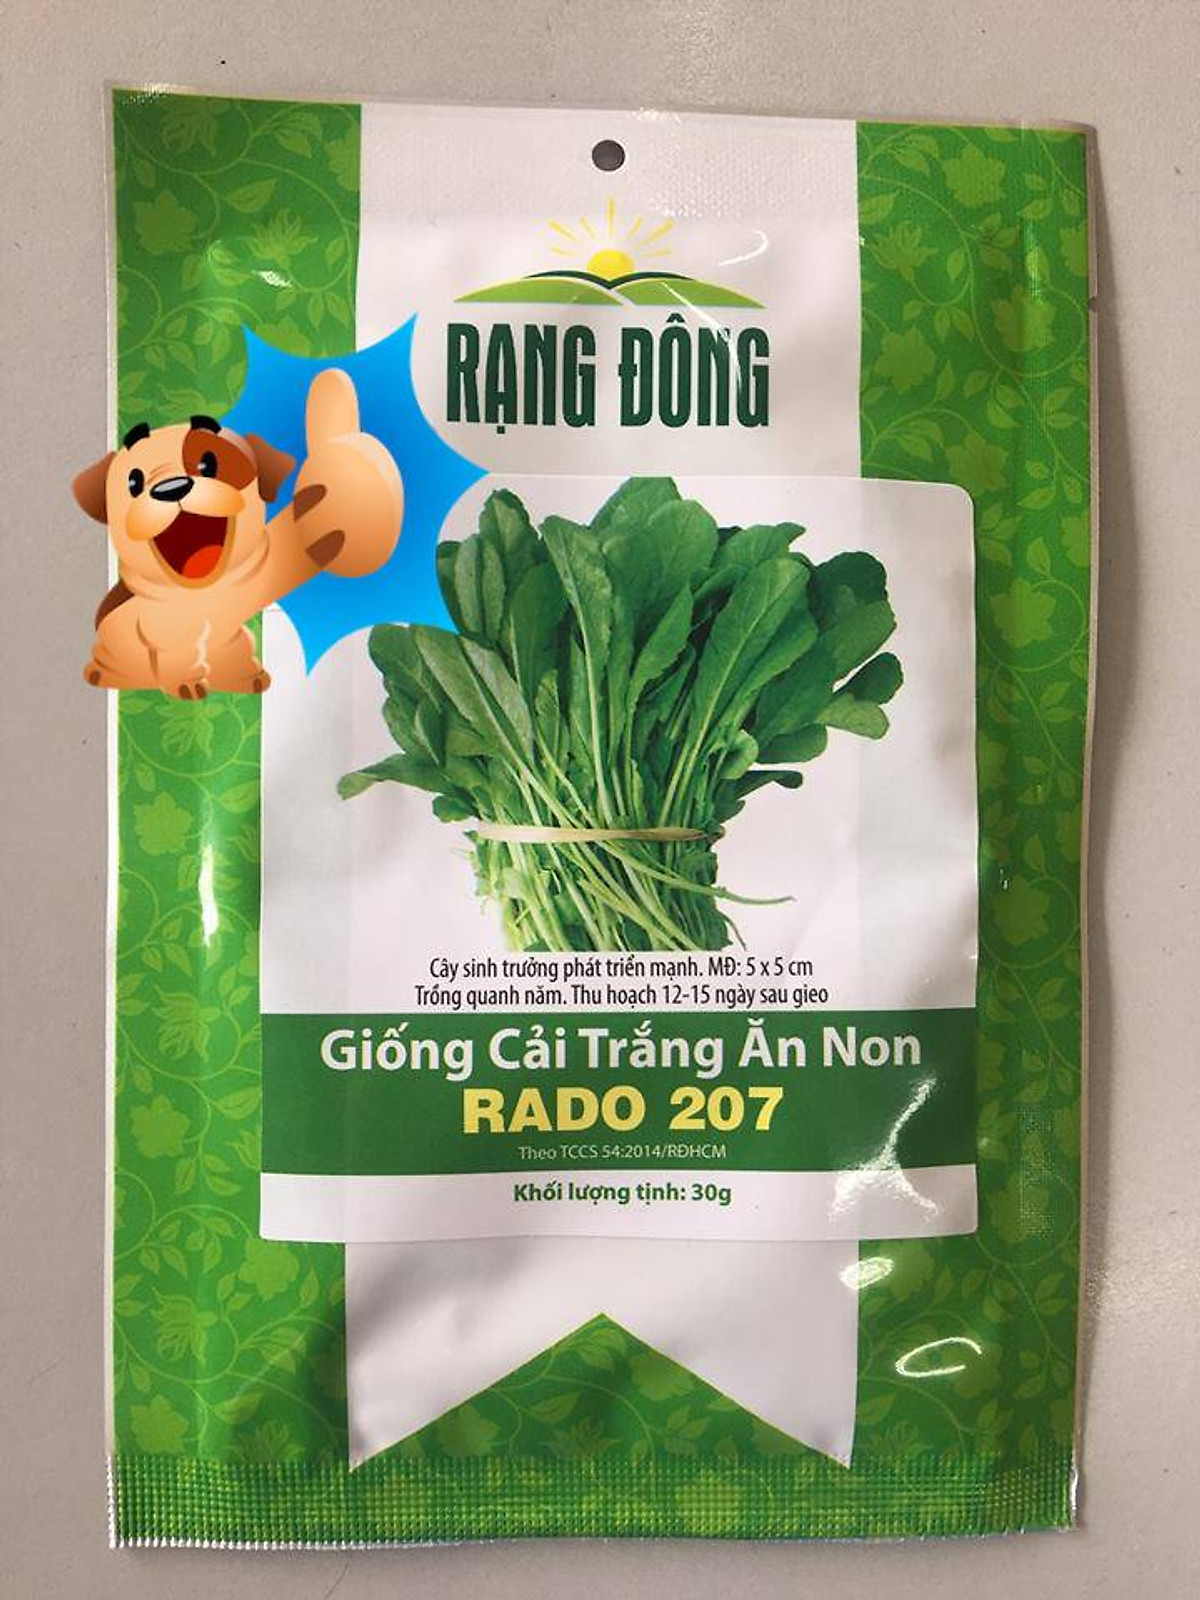 RẠNG ĐÔNG
Cây sinh trưởng phát triển mạnh. MĐ: 5 x 5 cm
Trồng quanh năm. Thu hoạch 12-15 ngày sau gieo
Giống Cải Trắng Ăn Non
RADO 207
Theo TCCS 54:2014/RĐHCM
Khối lượng tịnh: 30g